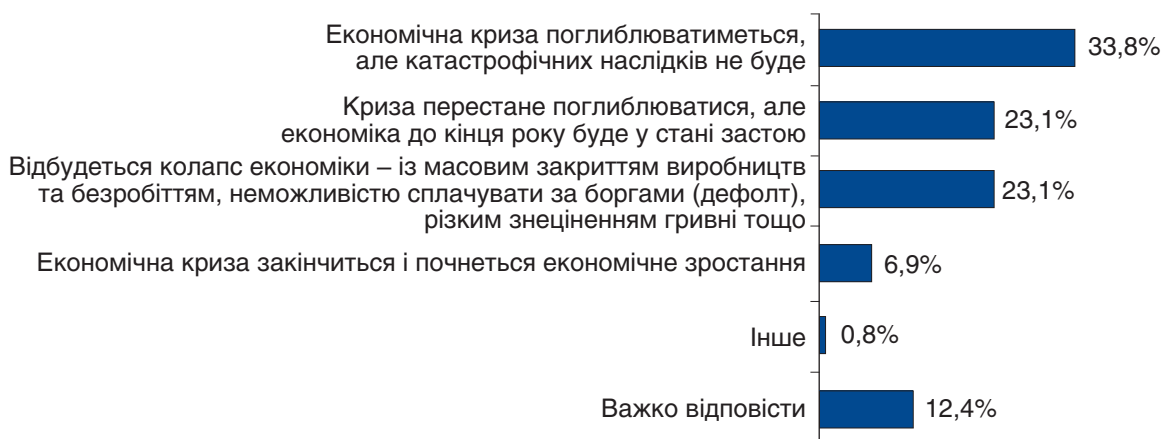 Економічна криза поглиблюватиметься,
але катастрофічних наслідків не буде
33,8%
Криза перестане поглиблюватися, але
економіка до кінця року буде у стані застою
23,1%
Відбудеться колапс економіки – із масовим закриттям виробництв
та безробіттям, неможливістю сплачувати за боргами (дефолт),
різким знеціненням гривні тощо
23,1%
Економічна криза закінчиться і почнеться економічне зростання
6,9%
Інше
0,8%
Важко відповісти
12,4%